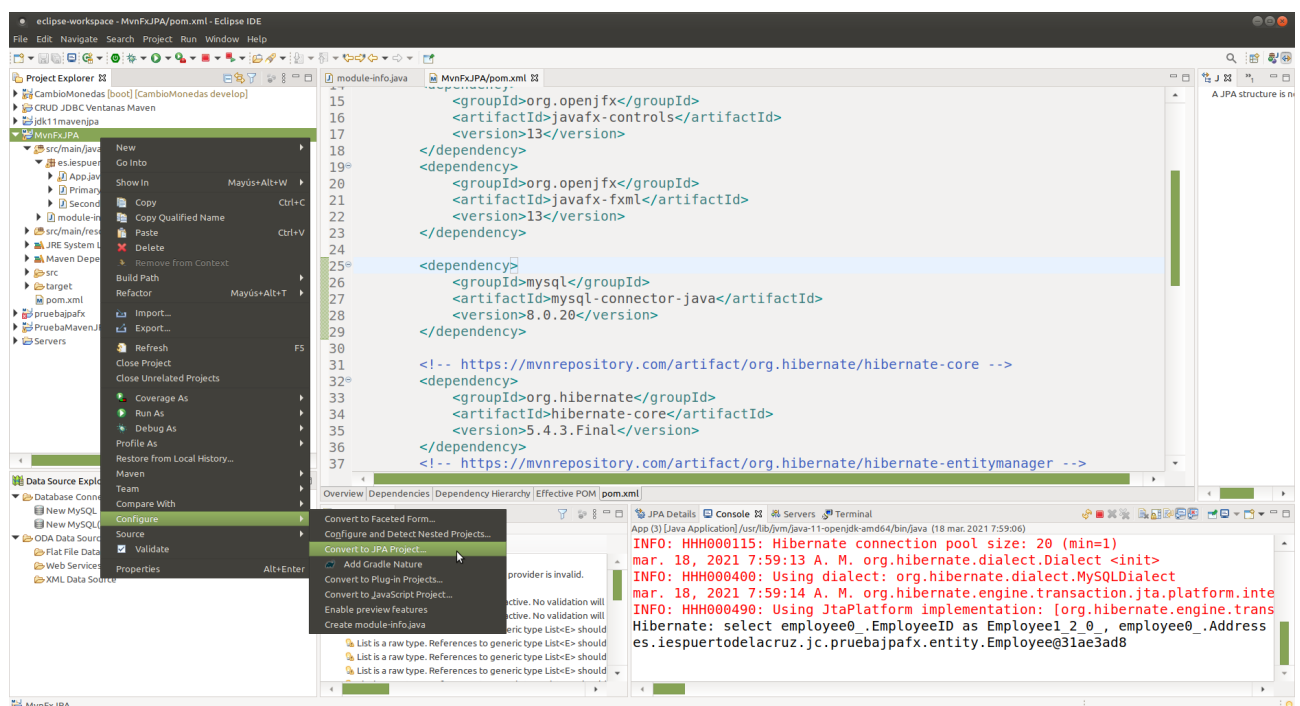 eclipse-workspace - MvnFxJPA/pom.xml - Eclipse IDE
File Edit Navigate Search Project Run Window Help
Project Explorer
CambioMonedas [boot] [CambioMonedas develop]
CRUD JDBC Ventanas Maven
jdk11mavenjpa
MvnFxJPA
src/main/java
es.iespuer
App.jav
Primary
Second
module-in
src/main/res
JRE System L
Maven Depe
src
target
pom.xml
pruebajpafx
PruebaMavenJ
Servers
New
Go Into
Show In Mayús+Alt+W
Copy Ctrl+C
Copy Qualified Name
Paste Ctrl+V
Delete
Remove from Context
Build Path
Refactor Mayús+Alt+T
Import...
Export...
Refresh F5
Close Project
Close Unrelated Projects
Coverage As
Run As
Debug As
Profile As
Restore from Local History...
Maven
Team
Compare With
Configure
Source
Validate
Properties Alt+Enter
Convert to Faceted Form...
Configure and Detect Nested Projects...
Convert to JPA Project...
Add Gradle Nature
Convert to Plug-in Projects...
Convert to JavaScript Project...
Enable preview features
Create module-info.java
module-info.java MvnFxJPA/pom.xml
15 <groupId>org.openjfx</groupId>
16 <artifactId>javafx-controls</artifactId>
17 <version>13</version>
18 </dependency>
19 <dependency>
20 <groupId>org.openjfx</groupId>
21 <artifactId>javafx-fxml</artifactId>
22 <version>13</version>
23 </dependency>
24
25 <dependency>
26 <groupId>mysql</groupId>
27 <artifactId>mysql-connector-java</artifactId>
28 <version>8.0.20</version>
29 </dependency>
30
31 <!-- https://mvnrepository.com/artifact/org.hibernate/hibernate-core -->
32 <dependency>
33 <groupId>org.hibernate</groupId>
34 <artifactId>hibernate-core</artifactId>
35 <version>5.4.3.Final</version>
36 </dependency>
37 <!-- https://mvnrepository.com/artifact/org.hibernate/hibernate-entitymanager -->
Overview Dependencies Dependency Hierarchy Effective POM pom.xml
J
A JPA structure is n
Data Source Explo
Database Conne
New MySQL
New MySQL(
ODA Data Sourc
Flat File Data
Web Services
XML Data Source
provider is invalid.
active. No validation will
active. No validation will
eric type List<E> should
List is a raw type. References to generic type List<E> should
List is a raw type. References to generic type List<E> should
List is a raw type. References to generic type List<E> should
JPA Details Console Servers Terminal
App (3) [Java Application] /usr/lib/jvm/java-11-openjdk-amd64/bin/java (18 mar. 2021 7:59:06)
INFO: HHH000115: Hibernate connection pool size: 20 (min=1)
mar. 18, 2021 7:59:13 A. M. org.hibernate.dialect.Dialect <init>
INFO: HHH000400: Using dialect: org.hibernate.dialect.MySQLDialect
mar. 18, 2021 7:59:14 A. M. org.hibernate.engine.transaction.jta.platform.inte
INFO: HHH000490: Using JtaPlatform implementation: [org.hibernate.engine.trans
Hibernate: select employee0_.EmployeeID as Employee1_2_0_, employee0_.Address
es.iespuertodelacruz.jc.pruebajpafx.entity.Employee@31ae3ad8